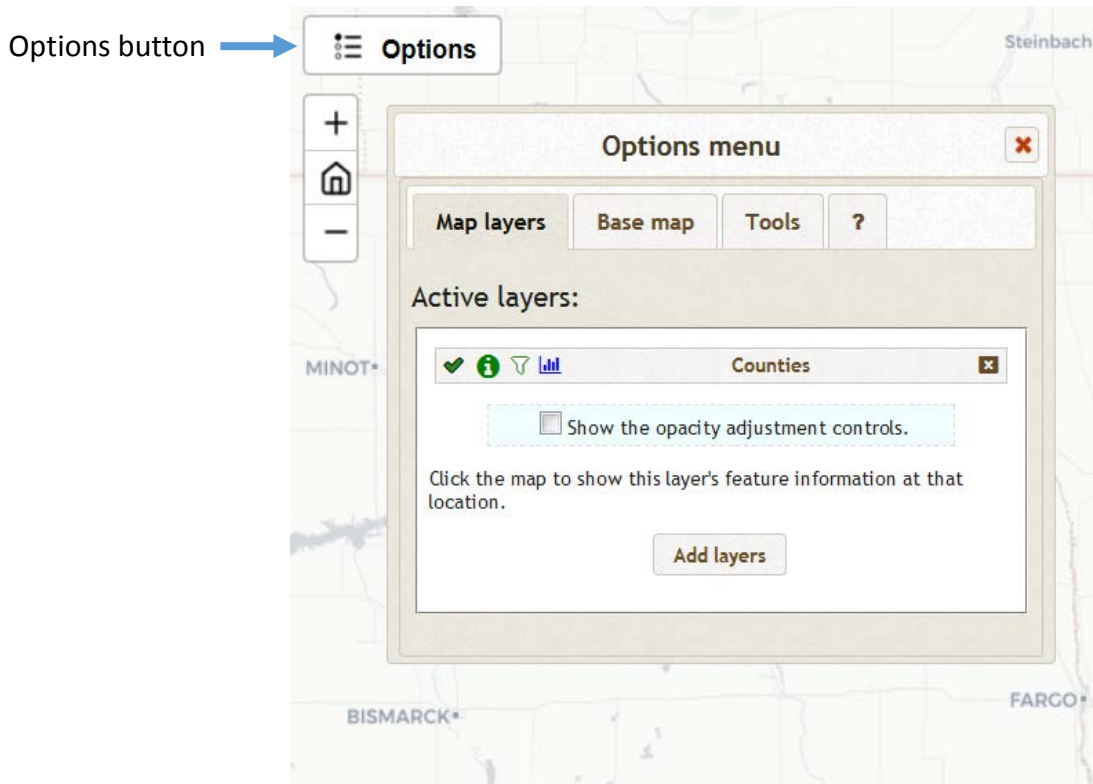 Options button
Options
Steinbach
+
Options menu
−
Map layers
Base map
Tools
?
Active layers:
MINOT
Counties
Show the opacity adjustment controls.
Click the map to show this layer's feature information at that
location.
Add layers
FARGO
BISMARCK